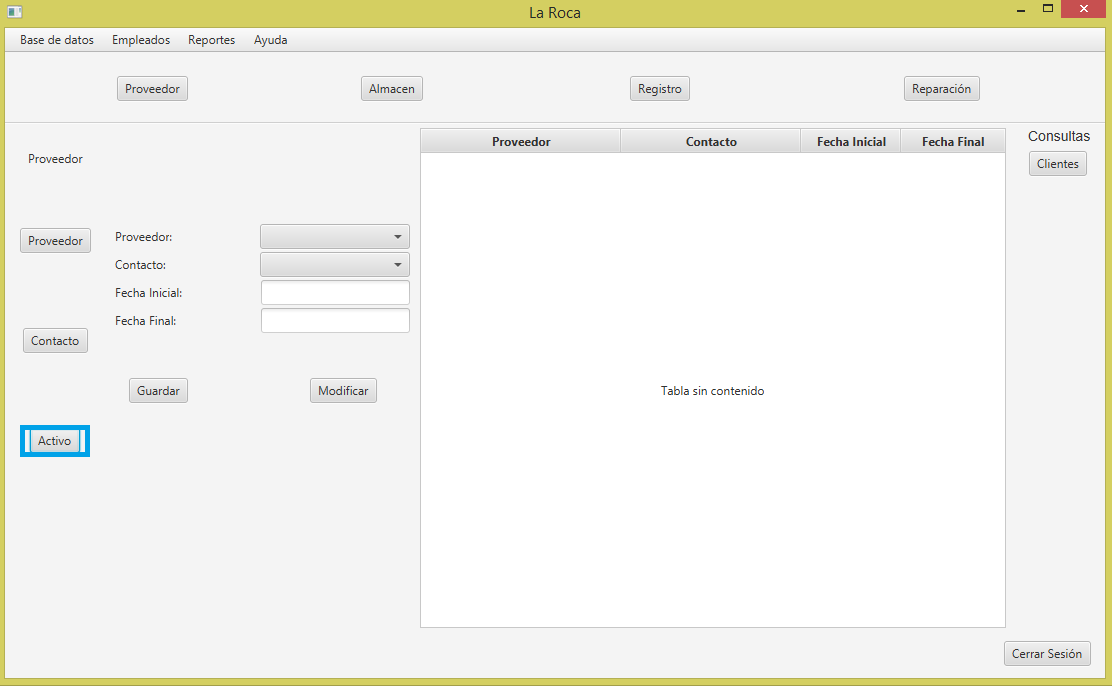 La Roca
Base de datos Empleados Reportes Ayuda
Proveedor Almacen Registro Reparación
Proveedor
Proveedor
Contacto
Activo
Proveedor:
Contacto:
Fecha Inicial:
Fecha Final:
Guardar Modificar
Proveedor Contacto Fecha Inicial Fecha Final
Tabla sin contenido
Consultas
Clientes
Cerrar Sesión